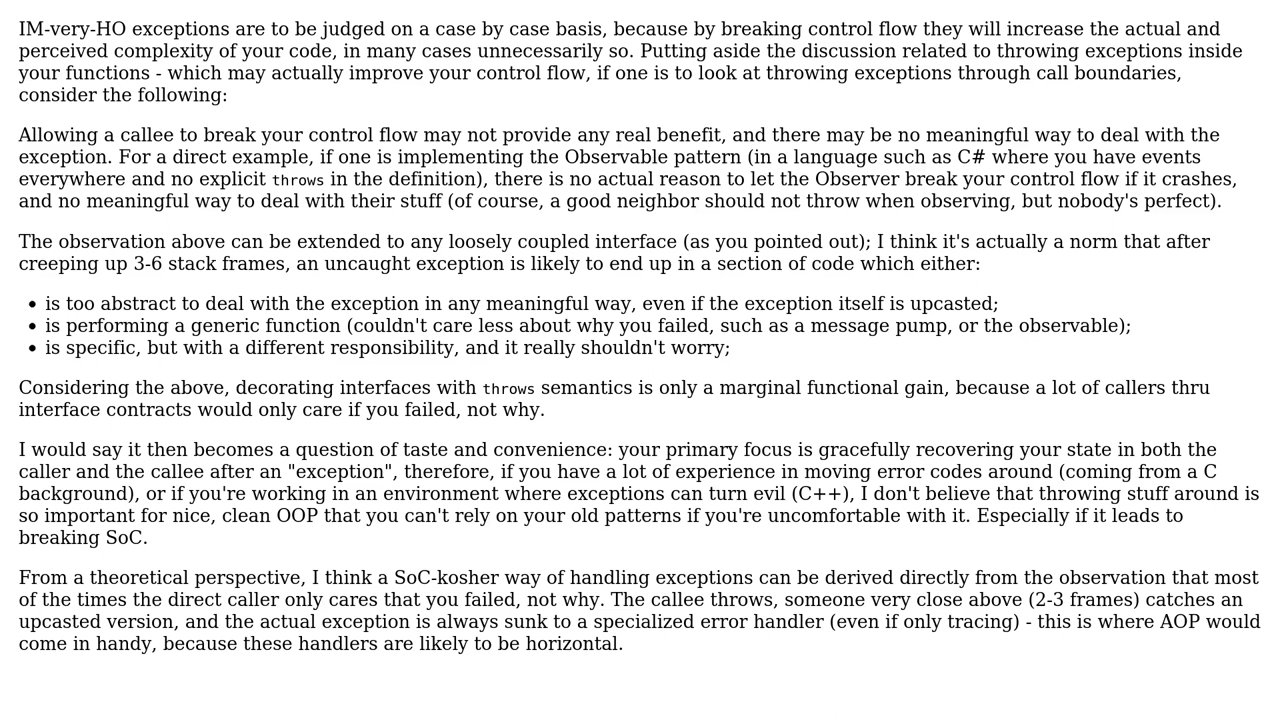 IM-very-HO exceptions are to be judged on a case by case basis, because by breaking control flow they will increase the actual and
perceived complexity of your code, in many cases unnecessarily so. Putting aside the discussion related to throwing exceptions inside
your functions - which may actually improve your control flow, if one is to look at throwing exceptions through call boundaries,
consider the following:
Allowing a callee to break your control flow may not provide any real benefit, and there may be no meaningful way to deal with the
exception. For a direct example, if one is implementing the Observable pattern (in a language such as C# where you have events
everywhere and no explicit throws in the definition), there is no actual reason to let the Observer break your control flow if it crashes,
and no meaningful way to deal with their stuff (of course, a good neighbor should not throw when observing, but nobody's perfect).
The observation above can be extended to any loosely coupled interface (as you pointed out); I think it's actually a norm that after
creeping up 3-6 stack frames, an uncaught exception is likely to end up in a section of code which either:
• is too abstract to deal with the exception in any meaningful way, even if the exception itself is upcasted;
• is performing a generic function (couldn't care less about why you failed, such as a message pump, or the observable);
• is specific, but with a different responsibility, and it really shouldn't worry;
Considering the above, decorating interfaces with throws semantics is only a marginal functional gain, because a lot of callers thru
interface contracts would only care if you failed, not why.
I would say it then becomes a question of taste and convenience: your primary focus is gracefully recovering your state in both the
caller and the callee after an "exception", therefore, if you have a lot of experience in moving error codes around (coming from a C
background), or if you're working in an environment where exceptions can turn evil (C++), I don't believe that throwing stuff around is
so important for nice, clean OOP that you can't rely on your old patterns if you're uncomfortable with it. Especially if it leads to
breaking SoC.
From a theoretical perspective, I think a SoC-kosher way of handling exceptions can be derived directly from the observation that most
of the times the direct caller only cares that you failed, not why. The callee throws, someone very close above (2-3 frames) catches an
upcasted version, and the actual exception is always sunk to a specialized error handler (even if only tracing) - this is where AOP would
come in handy, because these handlers are likely to be horizontal.